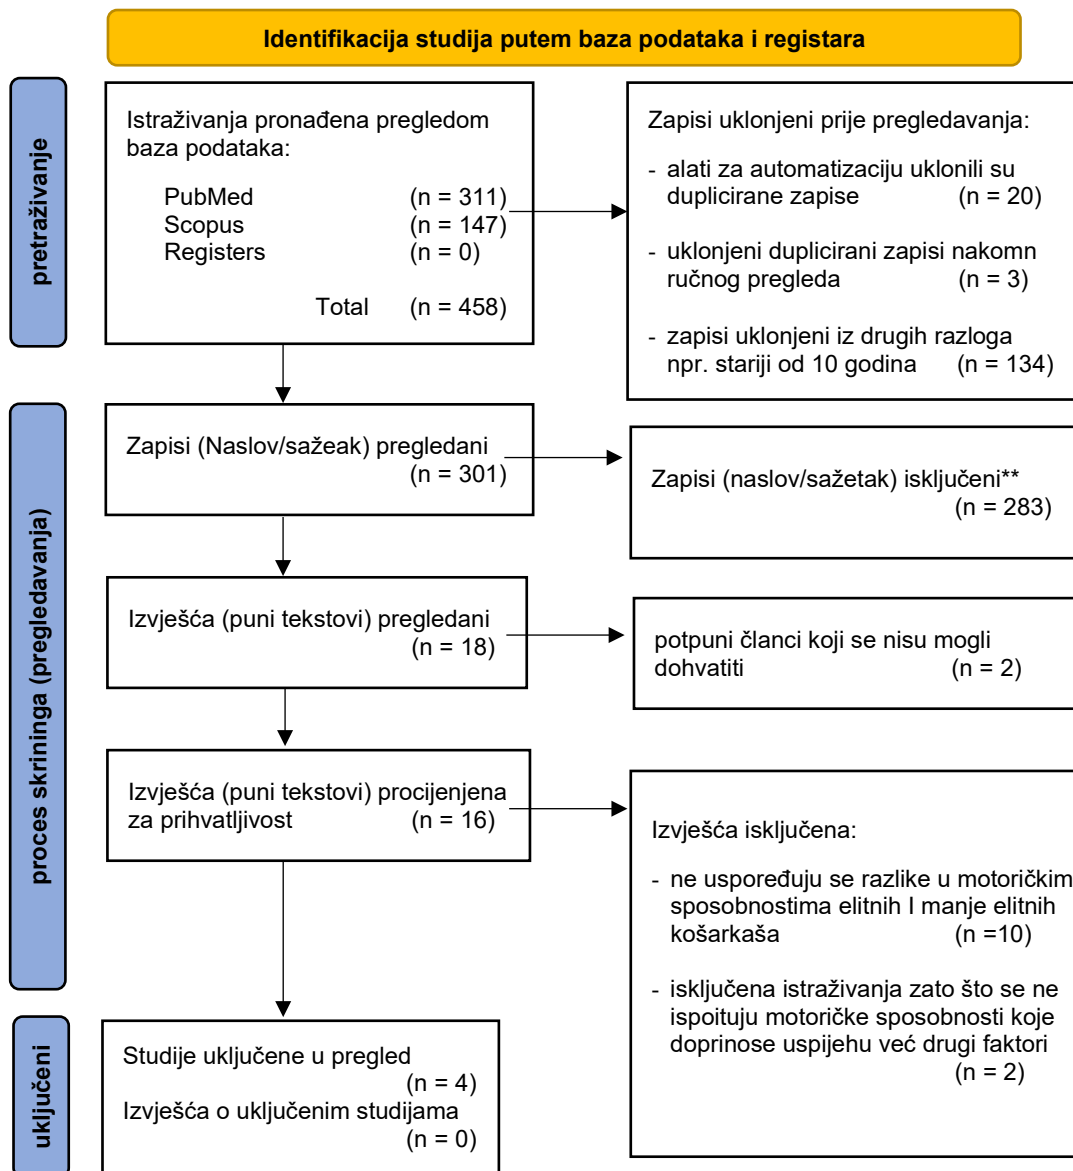 Identifikacija studija putem baza podataka i registara
pretraživanje
Istraživanja pronađena pregledom
baza podataka:
PubMed (n = 311)
Scopus (n = 147)
Registers (n = 0)
Total (n = 458)
Zapisi uklonjeni prije pregledavanja:
- alati za automatizaciju uklonili su
duplicirane zapise (n = 20)
- uklonjeni duplicirani zapisi nakomn
ručnog pregleda (n = 3)
- zapisi uklonjeni iz drugih razloga
npr. stariji od 10 godina (n = 134)
proces skrininga (pregledavanja)
Zapisi (Naslov/sažeak) pregledani
(n = 301)
Zapisi (naslov/sažetak) isključeni**
(n = 283)
Izvješća (puni tekstovi) pregledani
(n = 18)
potpuni članci koji se nisu mogli
dohvatiti (n = 2)
Izvješća (puni tekstovi) procijenjena
za prihvatljivost (n = 16)
Izvješća isključena:
- ne uspoređuju se razlike u motoričkim
sposobnostima elitnih I manje elitnih
košarkaša (n =10)
- isključena istraživanja zato što se ne
ispoituju motoričke sposobnosti koje
doprinose uspijehu već drugi faktori
(n = 2)
uključeni
Studije uključene u pregled
(n = 4)
Izvješća o uključenim studijama
(n = 0)